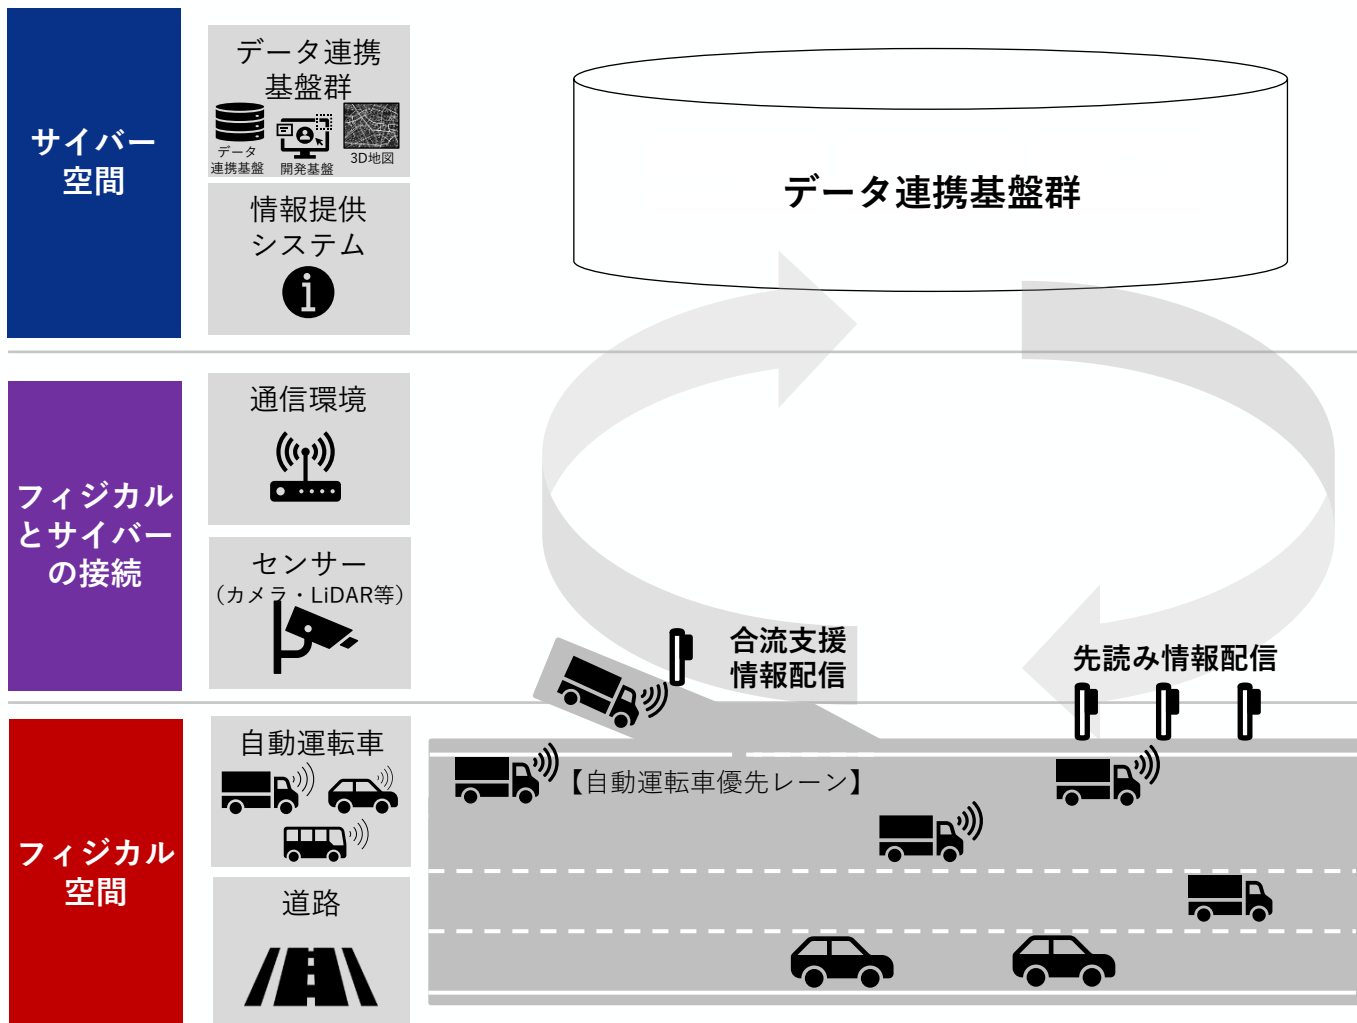 サイバー
空間
データ連携
基盤群
データ
連携基盤
開発基盤
3D地図
情報提供
システム
データ連携基盤群
フィジカル
とサイバー
の接続
通信環境
センサー
（カメラ・LiDAR等）
合流支援
情報配信
先読み情報配信
フィジカル
空間
自動運転車
道路
【自動運転車優先レーン】